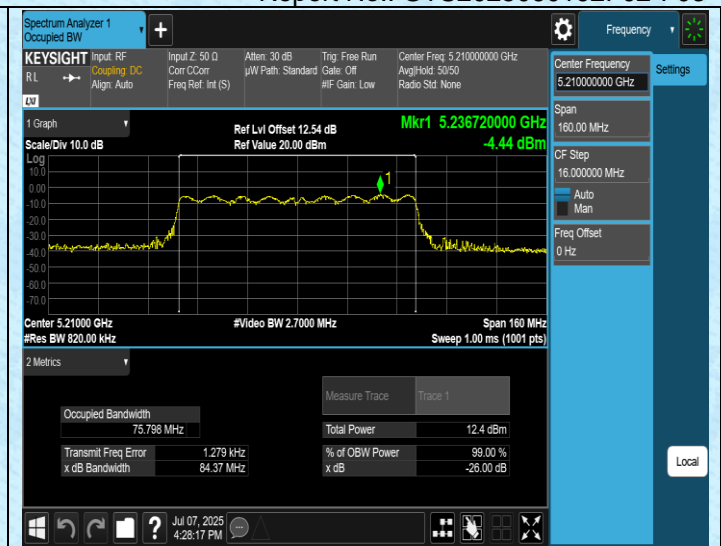 Spectrum Analyzer 1
Occupied BW
+
Frequency
KEYSIGHT
R L
LXI
Input: RF
Coupling: DC
Align: Auto
Input Z: 50 Ω
Corr CCorr
Freq Ref: Int (S)
Atten: 30 dB
µW Path: Standard
Trig: Free Run
Gate: Off
#IF Gain: Low
Center Freq: 5.210000000 GHz
Avg|Hold: 50/50
Radio Std: None
Center Frequency
5.210000000 GHz
Settings
Span
160.00 MHz
CF Step
16.000000 MHz
Auto
Man
Freq Offset
0 Hz
1 Graph
Scale/Div 10.0 dB
Ref Lvl Offset 12.54 dB
Ref Value 20.00 dBm
Mkr1 5.236720000 GHz
-4.44 dBm
Log
10.0
0.00
-10.0
-20.0
-30.0
-40.0
-50.0
-60.0
-70.0
1
Center 5.21000 GHz
#Res BW 820.00 kHz
#Video BW 2.7000 MHz
Span 160 MHz
Sweep 1.00 ms (1001 pts)
2 Metrics
Measure Trace
Trace 1
Occupied Bandwidth
75.798 MHz
Total Power
12.4 dBm
Transmit Freq Error
1.279 kHz
% of OBW Power
99.00 %
x dB Bandwidth
84.37 MHz
x dB
-26.00 dB
Local
?
Jul 07, 2025
4:28:17 PM